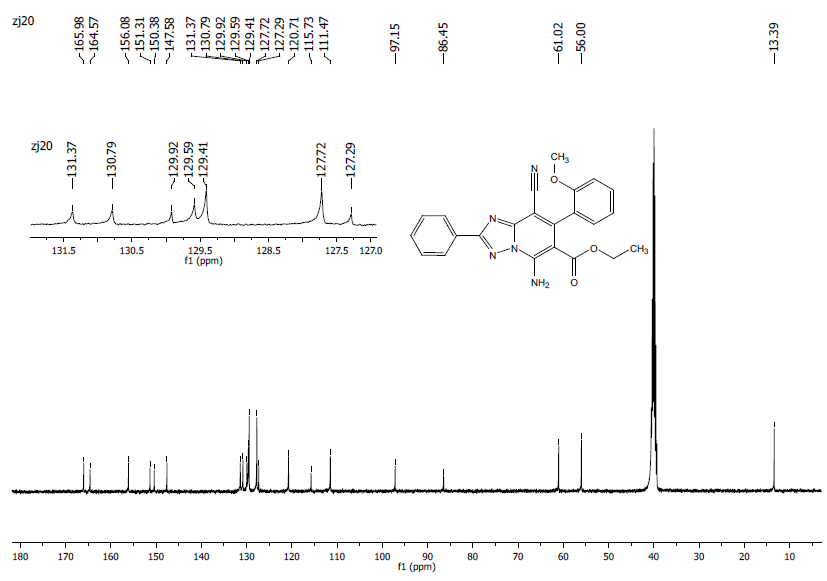 zj20
165.98
164.57
156.08
151.31
150.38
147.58
131.37
130.79
129.92
129.59
129.41
127.72
127.29
120.71
115.73
111.47
97.15
86.45
61.02
56.00
13.39
zj20
131.37
130.79
129.92
129.59
129.41
127.72
127.29
131.5 130.5 129.5 128.5 127.5 127.0
f1 (ppm)
CH₃
O
N
N
N
N
NH₂
O
O
CH₃
180 170 160 150 140 130 120 110 100 90 80 70 60 50 40 30 20 10
f1 (ppm)